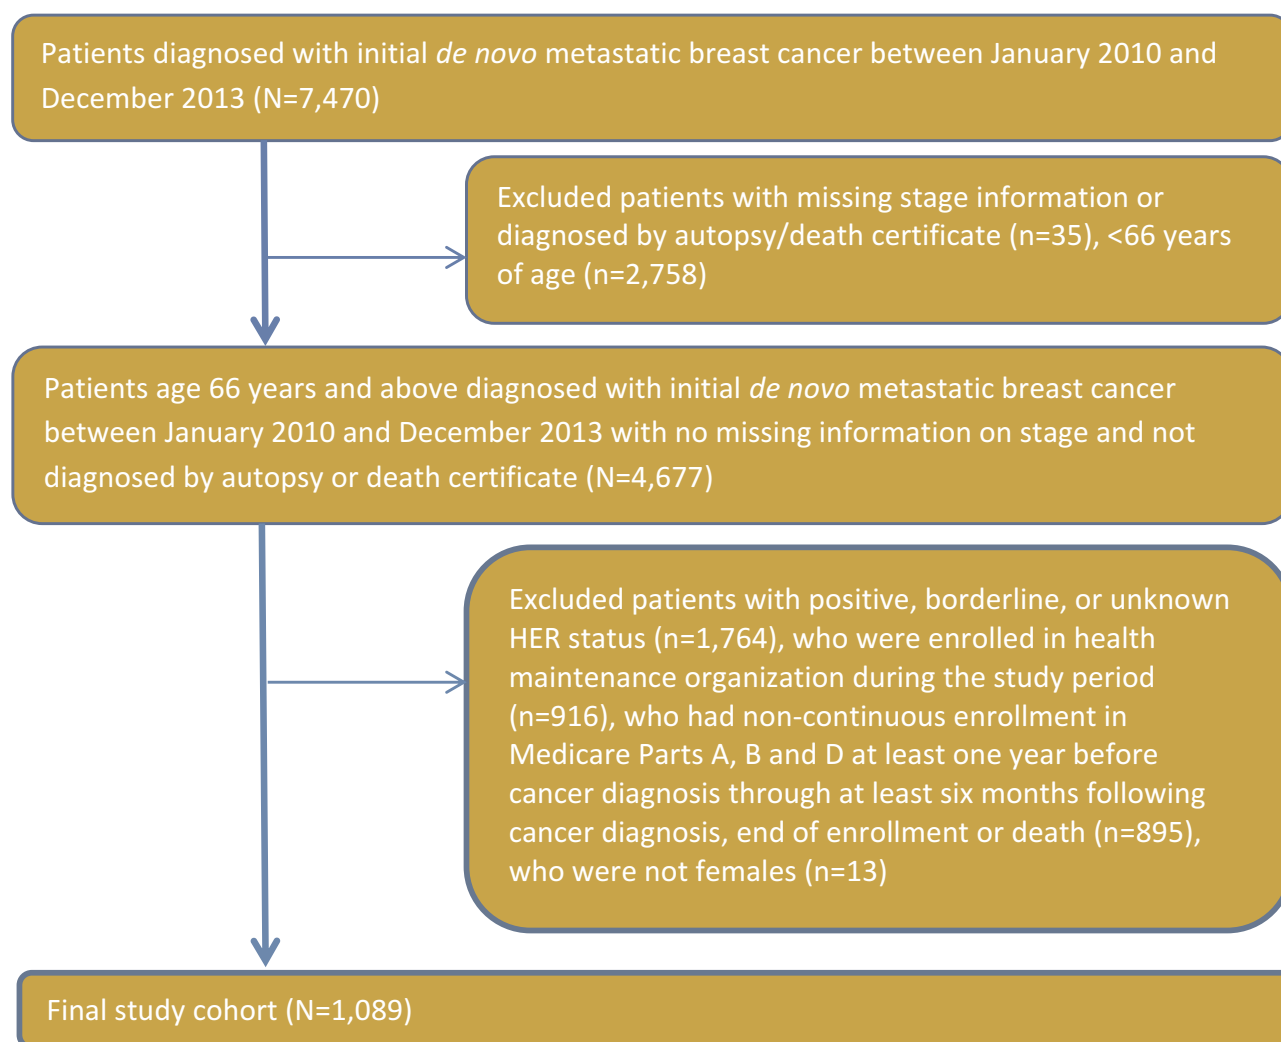 Patients diagnosed with initial de novo metastatic breast cancer between January 2010 and
December 2013 (N=7,470)
Excluded patients with missing stage information or
diagnosed by autopsy/death certificate (n=35), <66 years
of age (n=2,758)
Patients age 66 years and above diagnosed with initial de novo metastatic breast cancer
between January 2010 and December 2013 with no missing information on stage and not
diagnosed by autopsy or death certificate (N=4,677)
Excluded patients with positive, borderline, or unknown
HER status (n=1,764), who were enrolled in health
maintenance organization during the study period
(n=916), who had non-continuous enrollment in
Medicare Parts A, B and D at least one year before
cancer diagnosis through at least six months following
cancer diagnosis, end of enrollment or death (n=895),
who were not females (n=13)
Final study cohort (N=1,089)